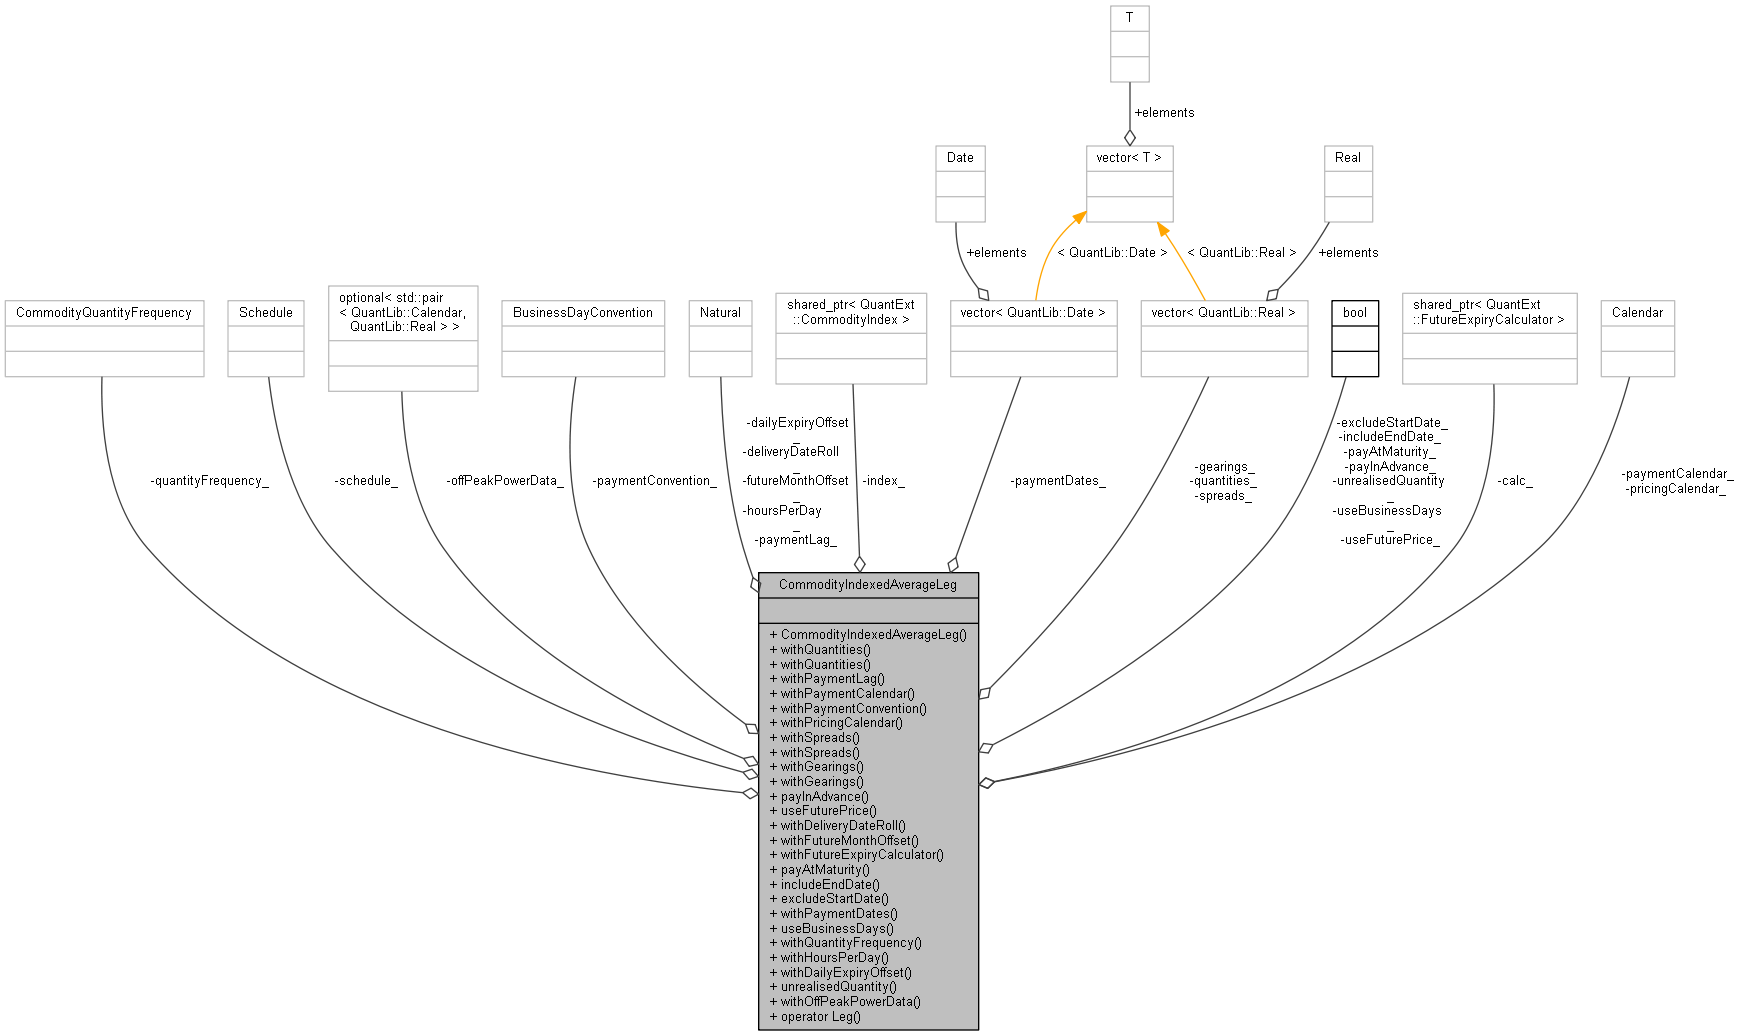 T
+elements
Date
vector< T >
Real
+elements
< QuantLib::Date >
< QuantLib::Real >
+elements
CommodityQuantityFrequency
Schedule
optional< std::pair
< QuantLib::Calendar,
QuantLib::Real > >
BusinessDayConvention
Natural
shared_ptr< QuantExt
::CommodityIndex >
vector< QuantLib::Date >
vector< QuantLib::Real >
bool
shared_ptr< QuantExt
::FutureExpiryCalculator >
Calendar
-quantityFrequency_
-schedule_
-offPeakPowerData_
-paymentConvention_
-dailyExpiryOffset
_
-deliveryDateRoll
_
-futureMonthOffset
_
-hoursPerDay
_
-paymentLag_
-index_
-paymentDates_
-gearings_
-quantities_
-spreads_
-excludeStartDate_
-includeEndDate_
-payAtMaturity_
-payInAdvance_
-unrealisedQuantity
_
-useBusinessDays
_
-useFuturePrice_
-calc_
-paymentCalendar_
-pricingCalendar_
CommodityIndexedAverageLeg
+ CommodityIndexedAverageLeg()
+ withQuantities()
+ withQuantities()
+ withPaymentLag()
+ withPaymentCalendar()
+ withPaymentConvention()
+ withPricingCalendar()
+ withSpreads()
+ withSpreads()
+ withGearings()
+ withGearings()
+ payInAdvance()
+ useFuturePrice()
+ withDeliveryDateRoll()
+ withFutureMonthOffset()
+ withFutureExpiryCalculator()
+ payAtMaturity()
+ includeEndDate()
+ excludeStartDate()
+ withPaymentDates()
+ useBusinessDays()
+ withQuantityFrequency()
+ withHoursPerDay()
+ withDailyExpiryOffset()
+ unrealisedQuantity()
+ withOffPeakPowerData()
+ operator Leg()